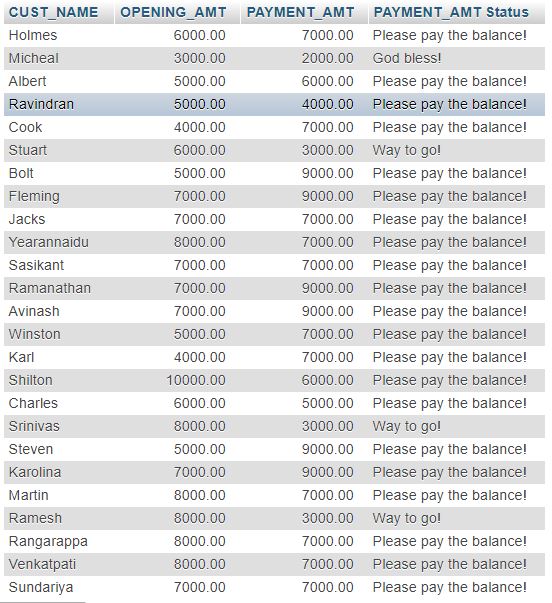 CUST_NAME OPENING_AMT PAYMENT_AMT PAYMENT_AMT Status
Holmes 6000.00 7000.00 Please pay the balance!
Micheal 3000.00 2000.00 God bless!
Albert 5000.00 6000.00 Please pay the balance!
Ravindran 5000.00 4000.00 Please pay the balance!
Cook 4000.00 7000.00 Please pay the balance!
Stuart 6000.00 3000.00 Way to go!
Bolt 5000.00 9000.00 Please pay the balance!
Fleming 7000.00 9000.00 Please pay the balance!
Jacks 7000.00 7000.00 Please pay the balance!
Yearannaidu 8000.00 7000.00 Please pay the balance!
Sasikant 7000.00 7000.00 Please pay the balance!
Ramanathan 7000.00 9000.00 Please pay the balance!
Avinash 7000.00 9000.00 Please pay the balance!
Winston 5000.00 7000.00 Please pay the balance!
Karl 4000.00 7000.00 Please pay the balance!
Shilton 10000.00 6000.00 Please pay the balance!
Charles 6000.00 5000.00 Please pay the balance!
Srinivas 8000.00 3000.00 Way to go!
Steven 5000.00 9000.00 Please pay the balance!
Karolina 7000.00 9000.00 Please pay the balance!
Martin 8000.00 7000.00 Please pay the balance!
Ramesh 8000.00 3000.00 Way to go!
Rangarappa 8000.00 7000.00 Please pay the balance!
Venkatpati 8000.00 7000.00 Please pay the balance!
Sundariya 7000.00 7000.00 Please pay the balance!